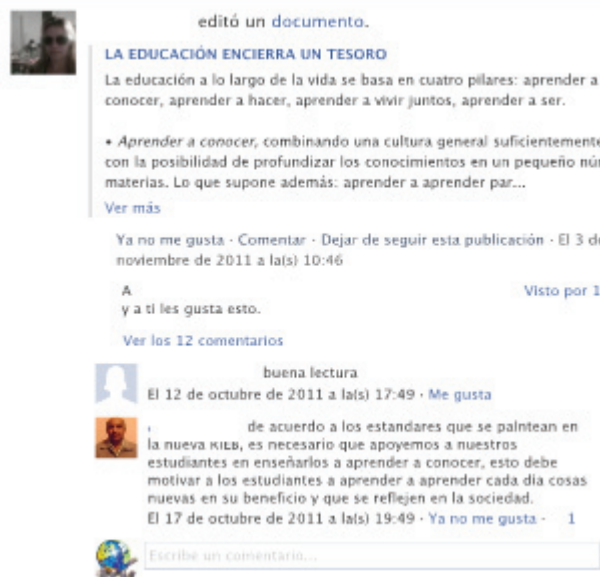 editó un documento.
LA EDUCACIÓN ENCIERRA UN TESORO
La educación a lo largo de la vida se basa en cuatro pilares: aprender a
conocer, aprender a hacer, aprender a vivir juntos, aprender a ser.
• Aprender a conocer, combinando una cultura general suficientemente
con la posibilidad de profundizar los conocimientos en un pequeño nú
materias. Lo que supone además: aprender a aprender par...
Ver más
Ya no me gusta · Comentar · Dejar de seguir esta publicación · El 3 de
noviembre de 2011 a la(s) 10:46
A
y a ti les gusta esto.
Visto por 1
Ver los 12 comentarios
buena lectura
El 12 de octubre de 2011 a la(s) 17:49 · Me gusta
de acuerdo a los estandares que se palntean en
la nueva RIEB, es necesario que apoyemos a nuestros
estudiantes en enseñarlos a aprender a conocer, esto debe
motivar a los estudiantes a aprender a aprender cada dia cosas
nuevas en su beneficio y que se reflejen en la sociedad.
El 17 de octubre de 2011 a la(s) 19:49 · Ya no me gusta · 1
Escribe un comentario...